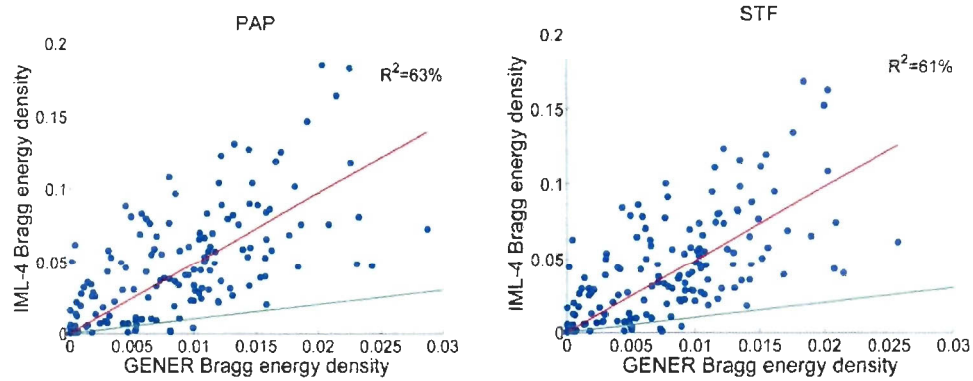 PAP
R²=63%
IML-4 Bragg energy density
0.2
0.15
0.1
0.05
0
0 0.005 0.01 0.015 0.02 0.025 0.03
GENER Bragg energy density
STF
R²=61%
IML-4 Bragg energy density
0.2
0.15
0.1
0.05
0
0 0.005 0.01 0.015 0.02 0.025 0.03
GENER Bragg energy density